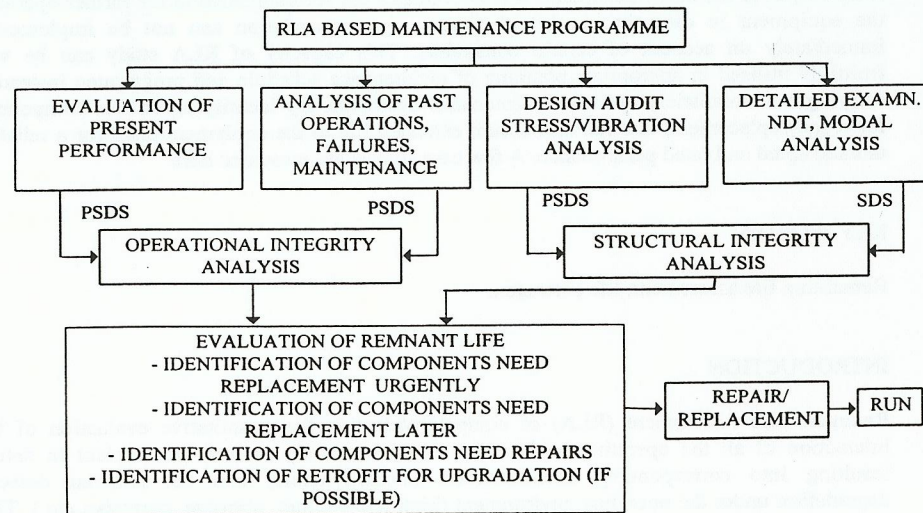 RLA BASED MAINTENANCE PROGRAMME
EVALUATION OF
PRESENT
PERFORMANCE
ANALYSIS OF PAST
OPERATIONS,
FAILURES,
MAINTENANCE
DESIGN AUDIT
STRESS/VIBRATION
ANALYSIS
DETAILED EXAMN.
NDT, MODAL
ANALYSIS
PSDS
PSDS
PSDS
SDS
OPERATIONAL INTEGRITY
ANALYSIS
STRUCTURAL INTEGRITY
ANALYSIS
EVALUATION OF REMNANT LIFE
- IDENTIFICATION OF COMPONENTS NEED
REPLACEMENT URGENTLY
- IDENTIFICATION OF COMPONENTS NEED
REPLACEMENT LATER
- IDENTIFICATION OF COMPONENTS NEED REPAIRS
- IDENTIFICATION OF RETROFIT FOR UPGRADATION (IF
POSSIBLE)
REPAIR/
REPLACEMENT
RUN